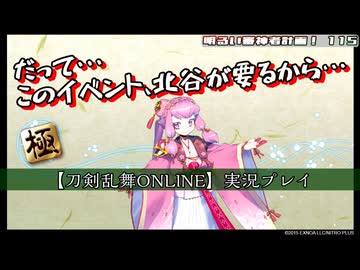 明るい審神者計画！ 115
だって…
このイベント、北谷が要るから…
極
【刀剣乱舞ONLINE】実況プレイ
©2015 EXNOA LLC/NITRO PLUS